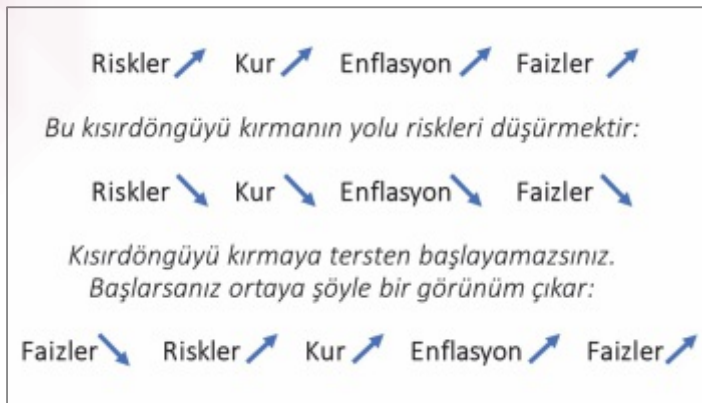 Riskler Kur Enflasyon Faizler
Bu kısırdöngüyü kırmanın yolu riskleri düşürmektir:
Riskler Kur Enflasyon Faizler
Kısırdöngüyü kırmaya tersten başlayamazsınız.
Başlarsanız ortaya şöyle bir görünüm çıkar:
Faizler Riskler Kur Enflasyon Faizler